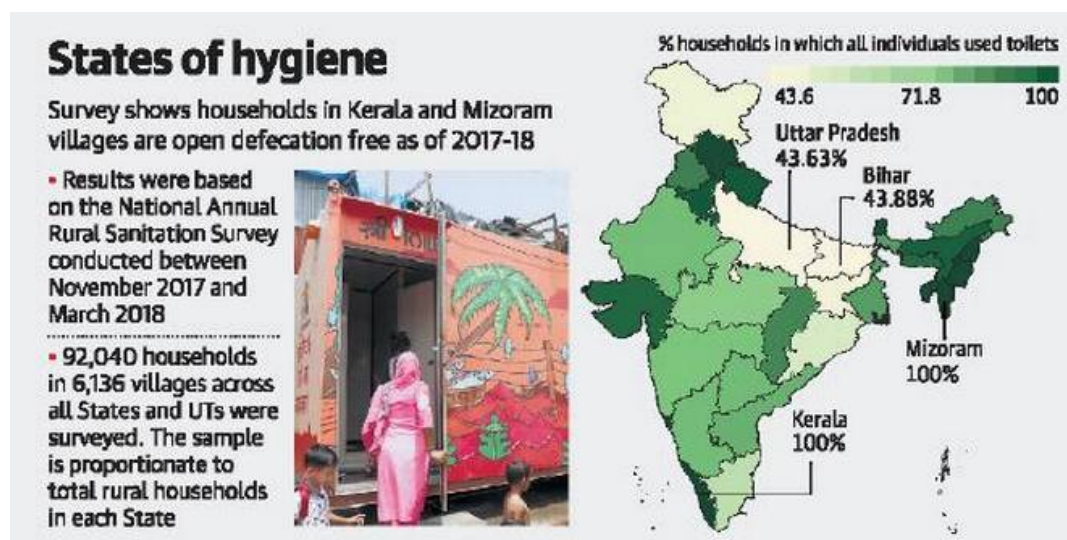 States of hygiene
Survey shows households in Kerala and Mizoram
villages are open defecation free as of 2017-18
▪ Results were based
on the National Annual
Rural Sanitation Survey
conducted between
November 2017 and
March 2018
▪ 92,040 households
in 6,136 villages across
all States and UTs were
surveyed. The sample
is proportionate to
total rural households
in each State
% households in which all individuals used toilets
43.6 71.8 100
Uttar Pradesh
43.63%
Bihar
43.88%
Mizoram
100%
Kerala
100%